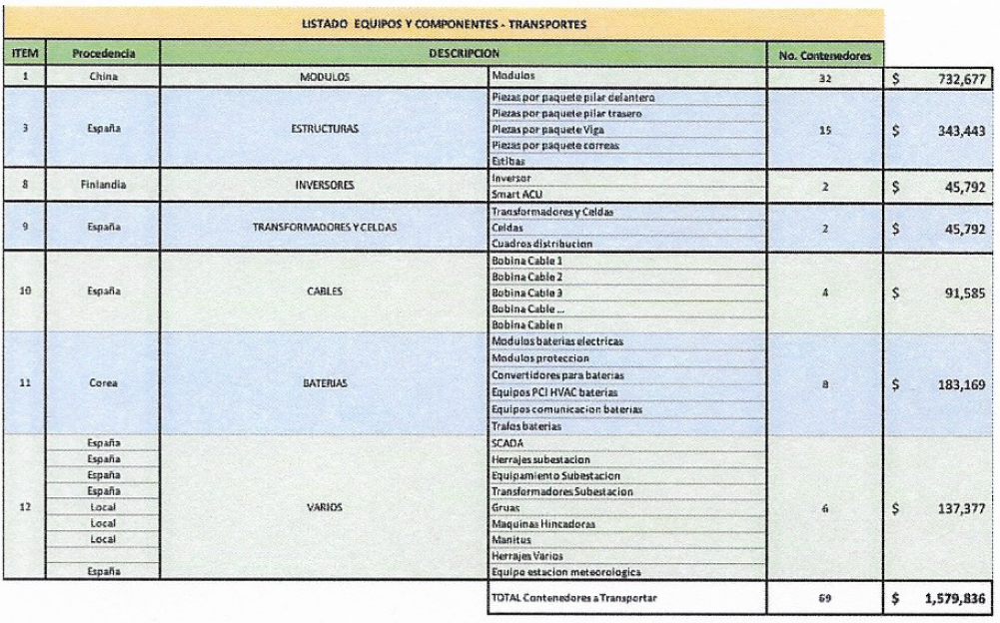 LISTADO EQUIPOS Y COMPONENTES - TRANSPORTES
ITEM Procedencia DESCRIPCION No. Contenedores
1 China MODULOS Modulos 32 $ 732,677
3 España ESTRUCTURAS Piezas por paquete pilar delantero 15 $ 343,443
Piezas por paquete pilar trasero
Piezas por paquete Viga
Piezas por paquete correas
Estibas
8 Finlandia INVERSORES Inversor 2 $ 45,792
Smart ACU
9 España TRANSFORMADORES Y CELDAS Transformadores y Celdas 2 $ 45,792
Celdas
Cuadros distribucion
10 España CABLES Bobina Cable 1 4 $ 91,585
Bobina Cable 2
Bobina Cable 3
Bobina Cable ...
Bobina Cable n
11 Corea BATERIAS Modulos baterias electricas 8 $ 183,169
Modulos proteccion
Convertidores para baterias
Equipos PCI HVAC baterias
Equipos comunicacion baterias
Trafos baterias
12 VARIOS 6 $ 137,377
España SCADA
España Herrajes subestacion
España Equipamiento Subestacion
España Transformadores Subestacion
Local Gruas
Local Maquinas Hincadoras
Local Manitus
Herrajes Varios
España Equipo estacion meteorologica
TOTAL Contenedores a Transportar 69 $ 1,579,836